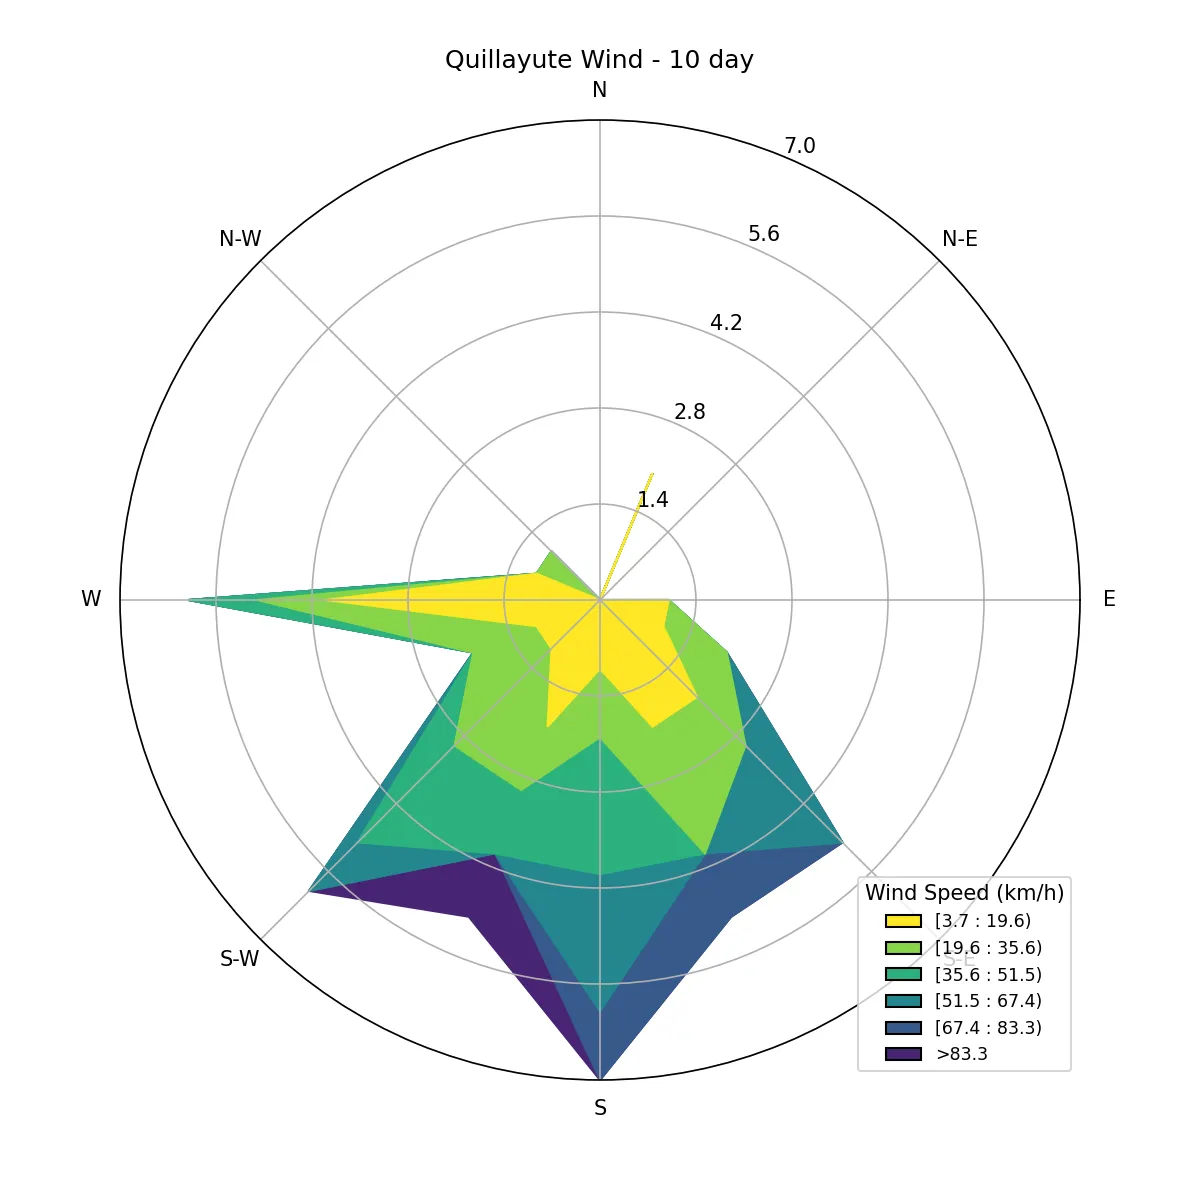 Quillayute Wind - 10 day
N
7.0
N-W
5.6
N-E
4.2
2.8
1.4
W
E
S-W
S-E
S
Wind Speed (km/h)
[3.7 : 19.6)
[19.6 : 35.6)
[35.6 : 51.5)
[51.5 : 67.4)
[67.4 : 83.3)
>83.3